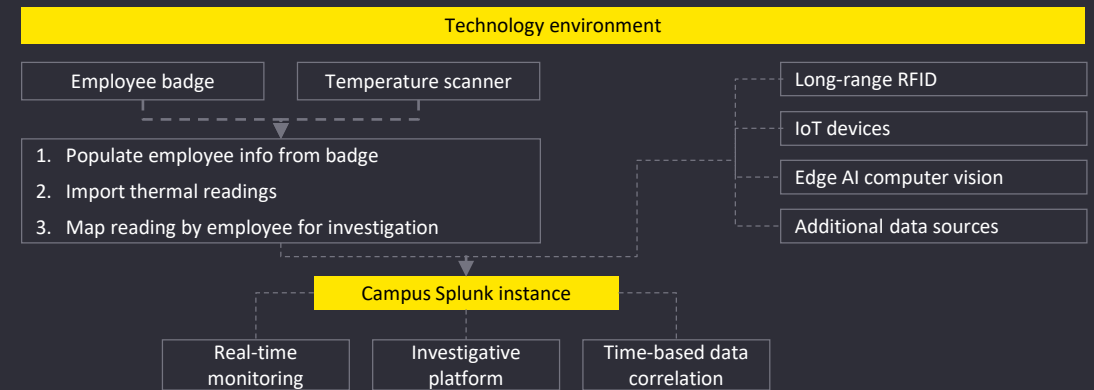 Technology environment
Employee badge
Temperature scanner
1. Populate employee info from badge
2. Import thermal readings
3. Map reading by employee for investigation
Long-range RFID
IoT devices
Edge AI computer vision
Additional data sources
Campus Splunk instance
Real-time
monitoring
Investigative
platform
Time-based data
correlation